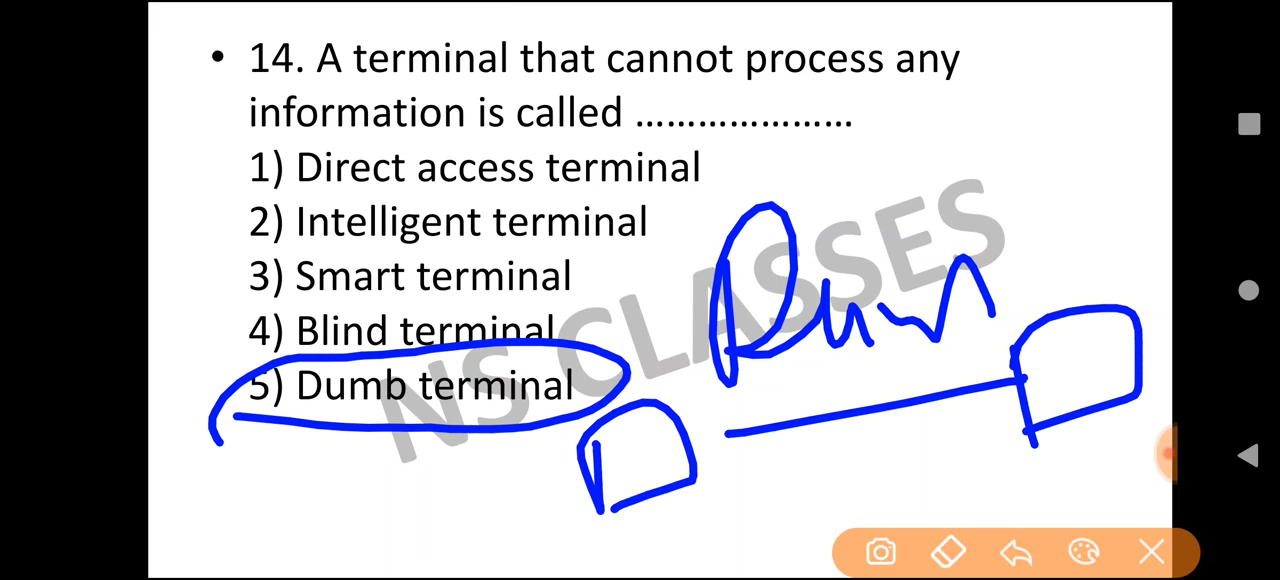 • 14. A terminal that cannot process any
information is called .....................
1) Direct access terminal
2) Intelligent terminal
3) Smart terminal
4) Blind terminal
5) Dumb terminal
NS CLASSES